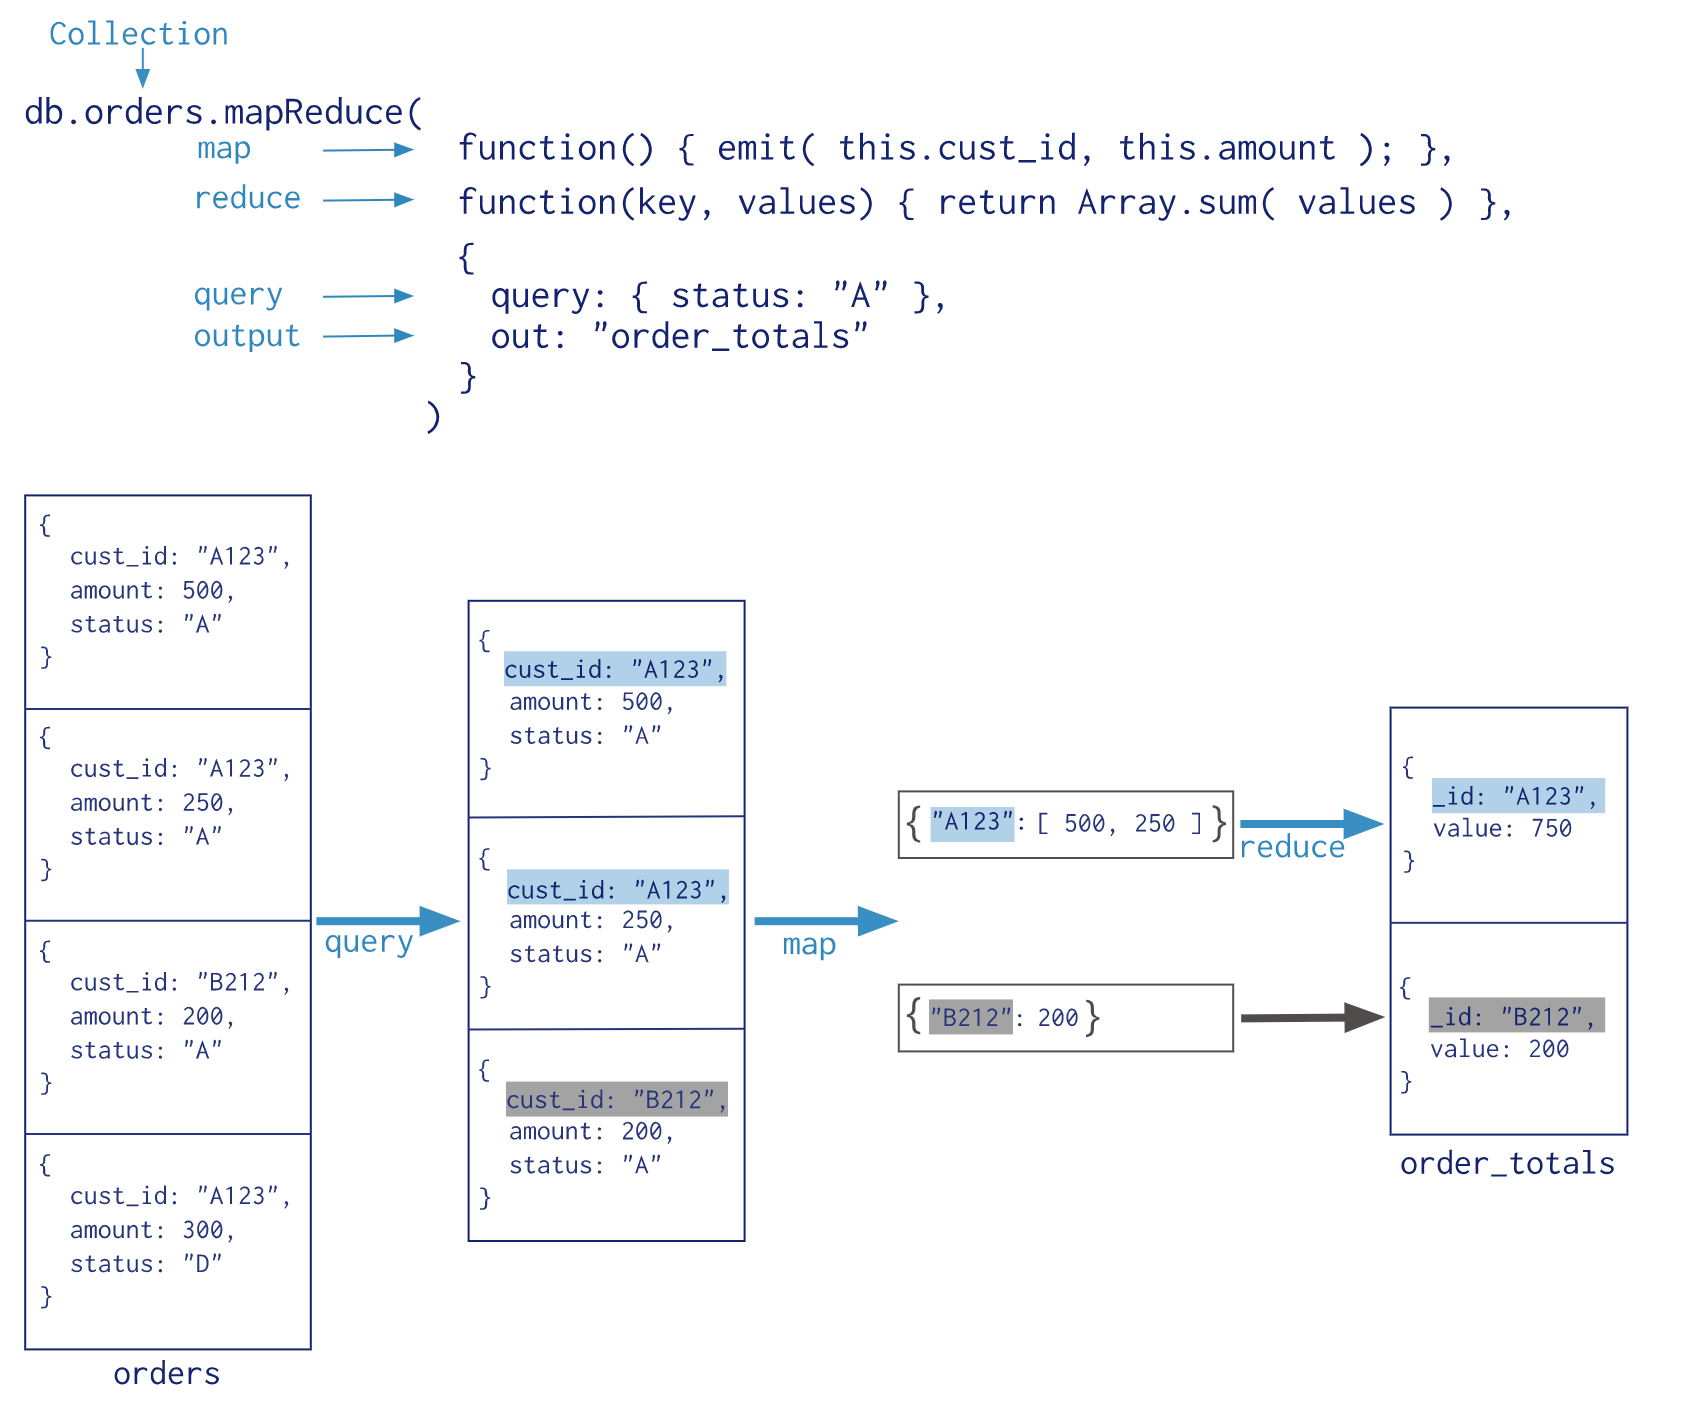 Collection
db.orders.mapReduce(
map function() { emit( this.cust_id, this.amount ); },
reduce function(key, values) { return Array.sum( values ) },
{
query query: { status: "A" },
output out: "order_totals"
}
)
{
cust_id: "A123",
amount: 500,
status: "A"
}
{
cust_id: "A123",
amount: 250,
status: "A"
}
{
cust_id: "B212",
amount: 200,
status: "A"
}
{
cust_id: "A123",
amount: 300,
status: "D"
}
orders
query
{
cust_id: "A123",
amount: 500,
status: "A"
}
{
cust_id: "A123",
amount: 250,
status: "A"
}
{
cust_id: "B212",
amount: 200,
status: "A"
}
map
{ "A123": [ 500, 250 ] }
{ "B212": 200 }
reduce
{
_id: "A123",
value: 750
}
{
_id: "B212",
value: 200
}
order_totals